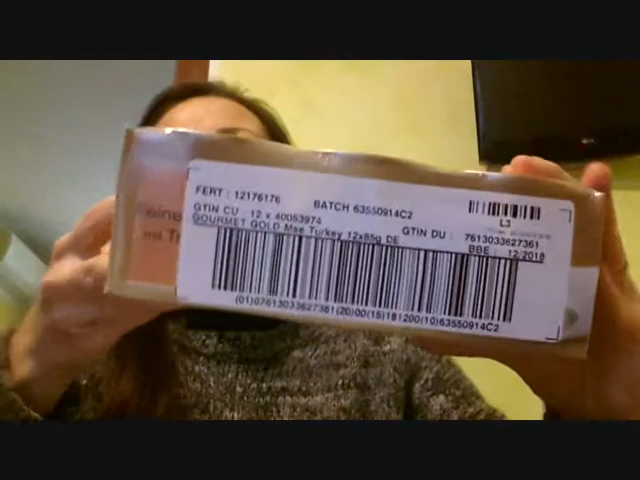 FERT : 12176176
BATCH 63550914C2
L3
GTIN CU : 12 x 40053974
GTIN DU : 7613033627361
GOURMET GOLD Mse Turkey 12x85g DE
BBE : 12/2018
(01)07613033627361(20)00(15)181200(10)63550914C2